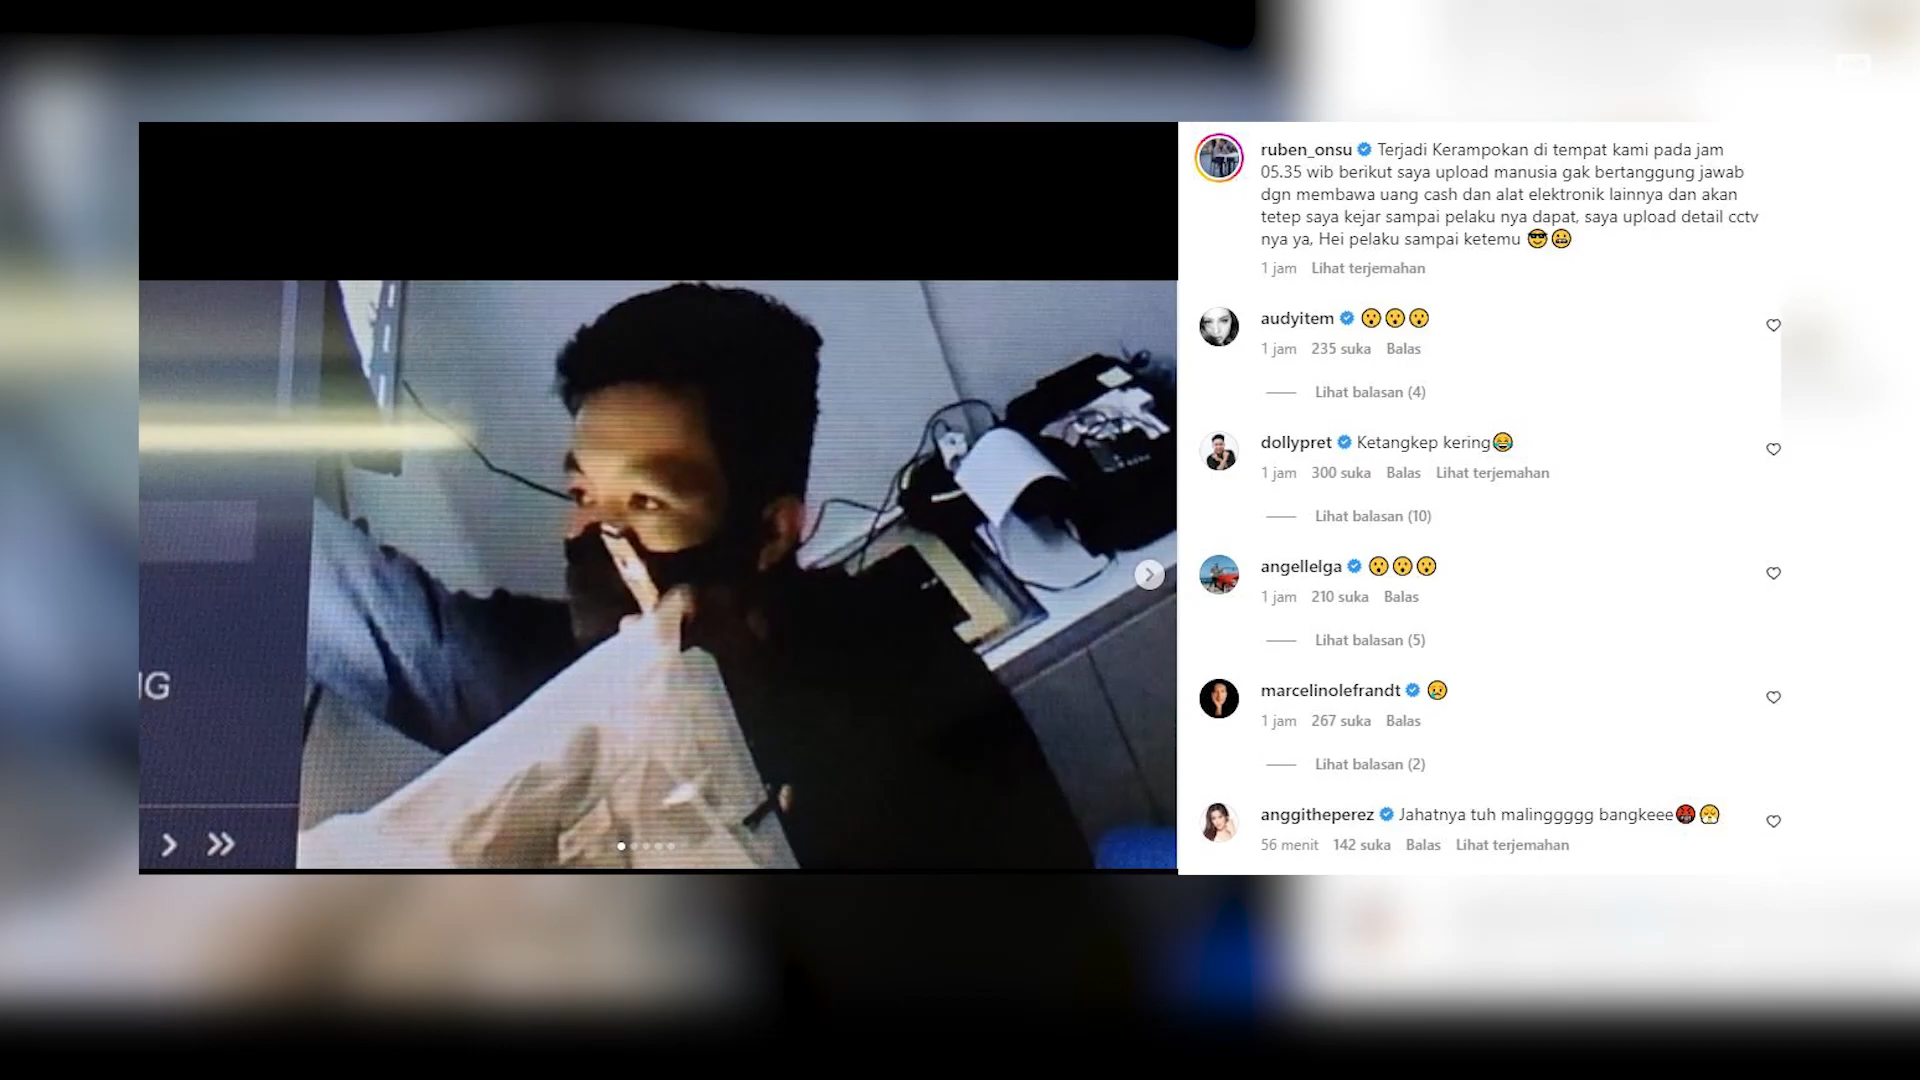 ruben_onsu Terjadi Kerampokan di tempat kami pada jam
05.35 wib berikut saya upload manusia gak bertanggung jawab
dgn membawa uang cash dan alat elektronik lainnya dan akan
tetep saya kejar sampai pelaku nya dapat, saya upload detail cctv
nya ya, Hei pelaku sampai ketemu 😎😬
1 jam Lihat terjemahan
audyitem 😮😮😮
1 jam 235 suka Balas
Lihat balasan (4)
dollypret Ketangkep kering😂
1 jam 300 suka Balas Lihat terjemahan
Lihat balasan (10)
angellelga 😮😮😮
1 jam 210 suka Balas
Lihat balasan (5)
marcelinolefrandt 😢
1 jam 267 suka Balas
Lihat balasan (2)
anggitheperez Jahatnya tuh malinggggg bangkeee🤬😤
56 menit 142 suka Balas Lihat terjemahan